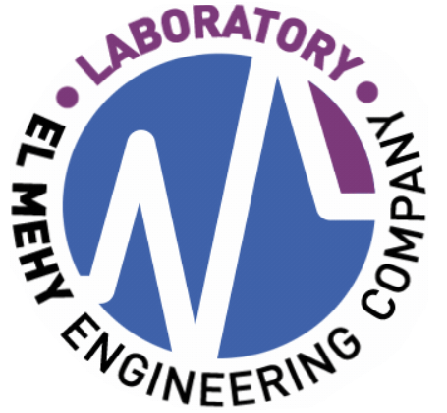 LABORATORY
EL MEHY ENGINEERING COMPANY